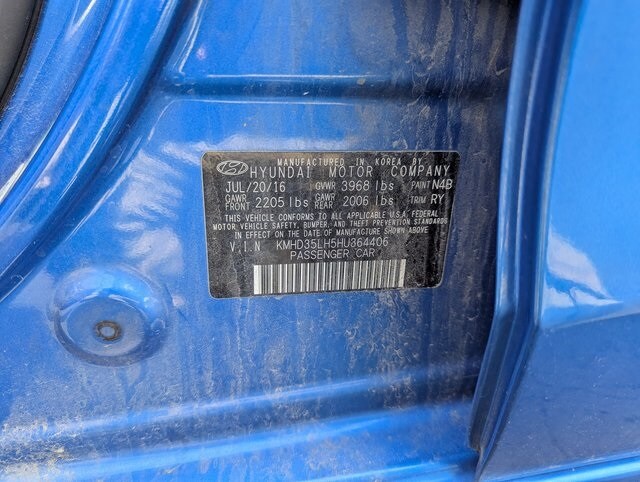 MANUFACTURED IN KOREA BY
HYUNDAI MOTOR COMPANY
JUL/20/16 GVWR 3968 lbs PAINT N4B
GAWR FRONT 2205 lbs GAWR REAR 2006 lbs TRIM RY
THIS VEHICLE CONFORMS TO ALL APPLICABLE U.S.A. FEDERAL
MOTOR VEHICLE SAFETY, BUMPER, AND THEFT PREVENTION STANDARDS
IN EFFECT ON THE DATE OF MANUFACTURE SHOWN ABOVE.
V.I.N. KMHD35LH5HU364406
PASSENGER CAR